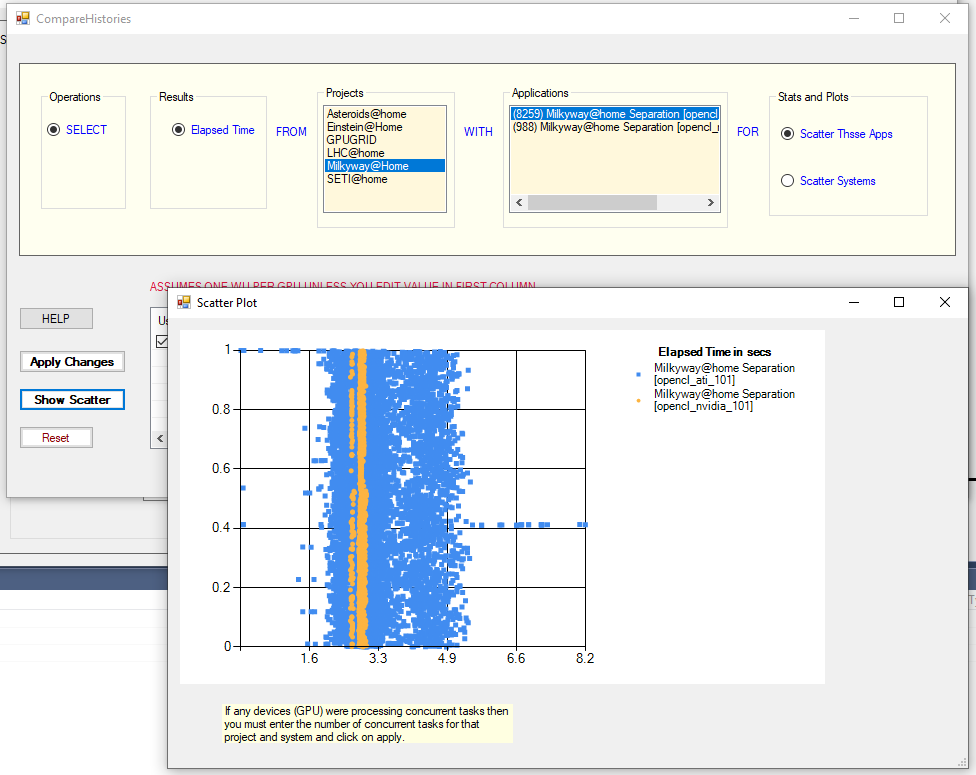 CompareHistories
Operations
SELECT
Results
Elapsed Time
FROM
Projects
Asteroids@home
Einstein@Home
GPUGRID
LHC@home
Milkyway@Home
SETI@home
WITH
Applications
(8259) Milkyway@home Separation [opencl
(988) Milkyway@home Separation [opencl_r
FOR
Stats and Plots
Scatter Thsse Apps
Scatter Systems
ASSUMES ONE WU PER GPU UNLESS YOU EDIT VALUE IN FIRST COLUMN
HELP
Apply Changes
Show Scatter
Reset
Us
Scatter Plot
1
0.8
0.6
0.4
0.2
0
1.6
3.3
4.9
6.6
8.2
Elapsed Time in secs
Milkyway@home Separation
[opencl_ati_101]
Milkyway@home Separation
[opencl_nvidia_101]
If any devices (GPU) were processing concurrent tasks then
you must enter the number of concurrent tasks for that
project and system and click on apply.